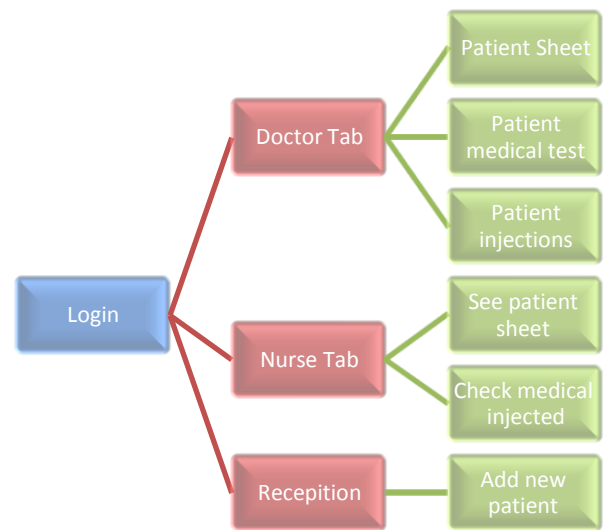 Login
Doctor Tab
Patient Sheet
Patient
medical test
Patient
injections
Nurse Tab
See patient
sheet
Check medical
injected
Recepition
Add new
patient